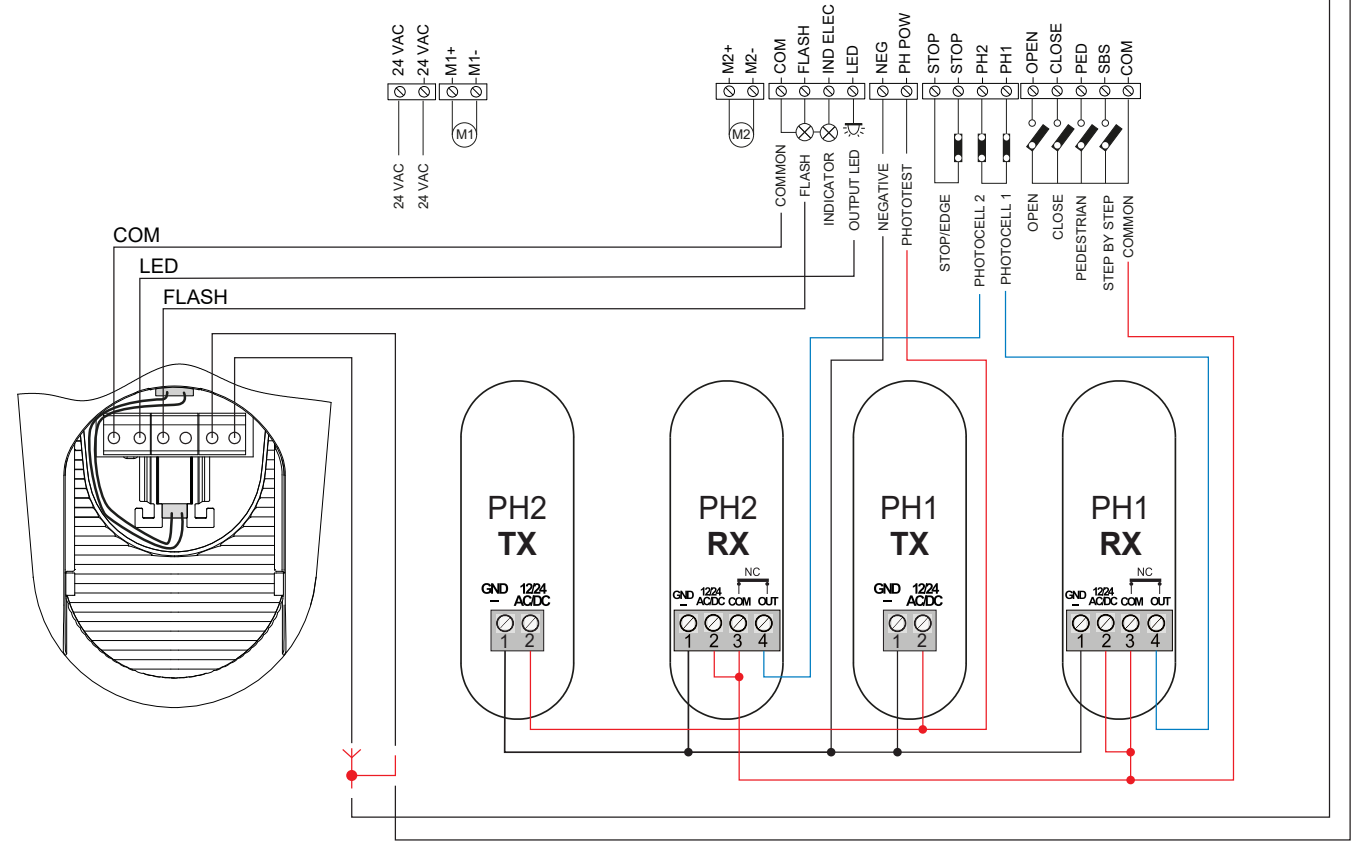 24 VAC
24 VAC
M1+
M1-
M2+
M2-
COM
FLASH
IND ELEC
LED
NEG
PH POW
STOP
STOP
PH2
PH1
OPEN
CLOSE
PED
SBS
COM
M1
M2
24 VAC
24 VAC
COMMON
FLASH
INDICATOR
OUTPUT LED
NEGATIVE
PHOTOTEST
STOP/EDGE
PHOTOCELL 2
PHOTOCELL 1
OPEN
CLOSE
PEDESTRIAN
STEP BY STEP
COMMON
COM
LED
FLASH
PH2
TX
GND
–
12/24
AC/DC
1 2
PH2
RX
NC
GND
–
12/24
AC/DC
COM OUT
1 2 3 4
PH1
TX
GND
–
12/24
AC/DC
1 2
PH1
RX
NC
GND
–
12/24
AC/DC
COM OUT
1 2 3 4